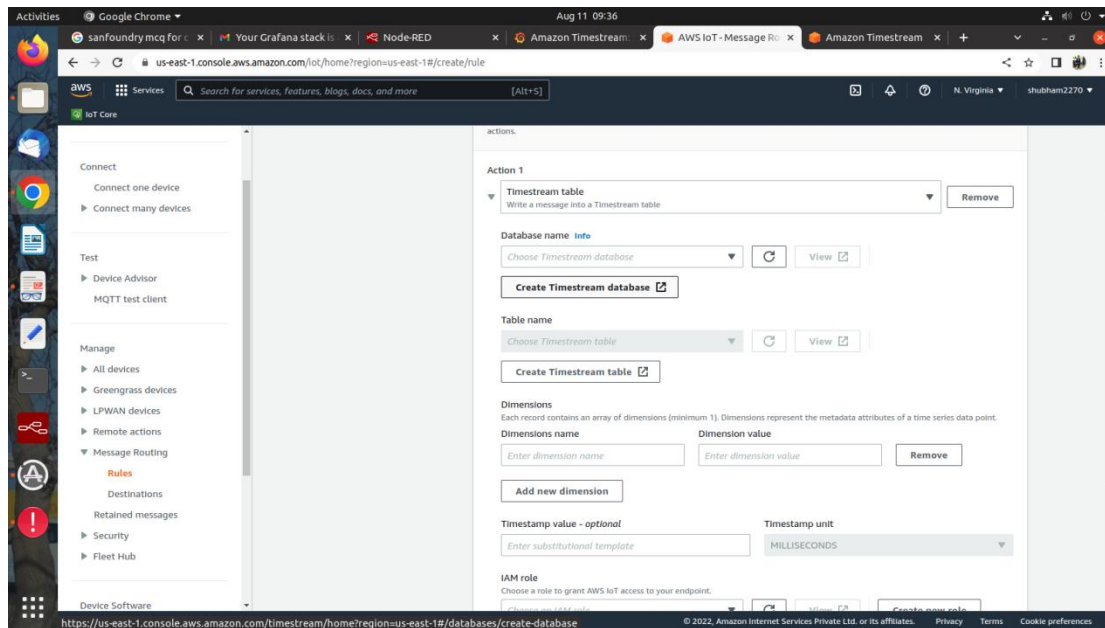 Activities Google Chrome Aug 11 09:36
sanfoundry mcq for c Your Grafana stack is Node-RED Amazon Timestream: AWS IoT - Message Ro Amazon Timestream
us-east-1.console.aws.amazon.com/iot/home?region=us-east-1#/create/rule
aws Services Search for services, features, blogs, docs, and more [Alt+S] N. Virginia shubham2270
IoT Core
actions.
Connect
Connect one device
Connect many devices
Test
Device Advisor
MQTT test client
Manage
All devices
Greengrass devices
LPWAN devices
Remote actions
Message Routing
Rules
Destinations
Retained messages
Security
Fleet Hub
Device Software
Action 1
Timestream table
Write a message into a Timestream table
Remove
Database name Info
Choose Timestream database View
Create Timestream database
Table name
Choose Timestream table View
Create Timestream table
Dimensions
Each record contains an array of dimensions (minimum 1). Dimensions represent the metadata attributes of a time series data point.
Dimensions name Dimension value
Enter dimension name Enter dimension value Remove
Add new dimension
Timestamp value - optional Timestamp unit
Enter substitutional template MILLISECONDS
IAM role
Choose a role to grant AWS IoT access to your endpoint.
Choose an IAM role View Create new role
https://us-east-1.console.aws.amazon.com/timestream/home?region=us-east-1#/databases/create-database
© 2022, Amazon Internet Services Private Ltd. or its affiliates. Privacy Terms Cookie preferences